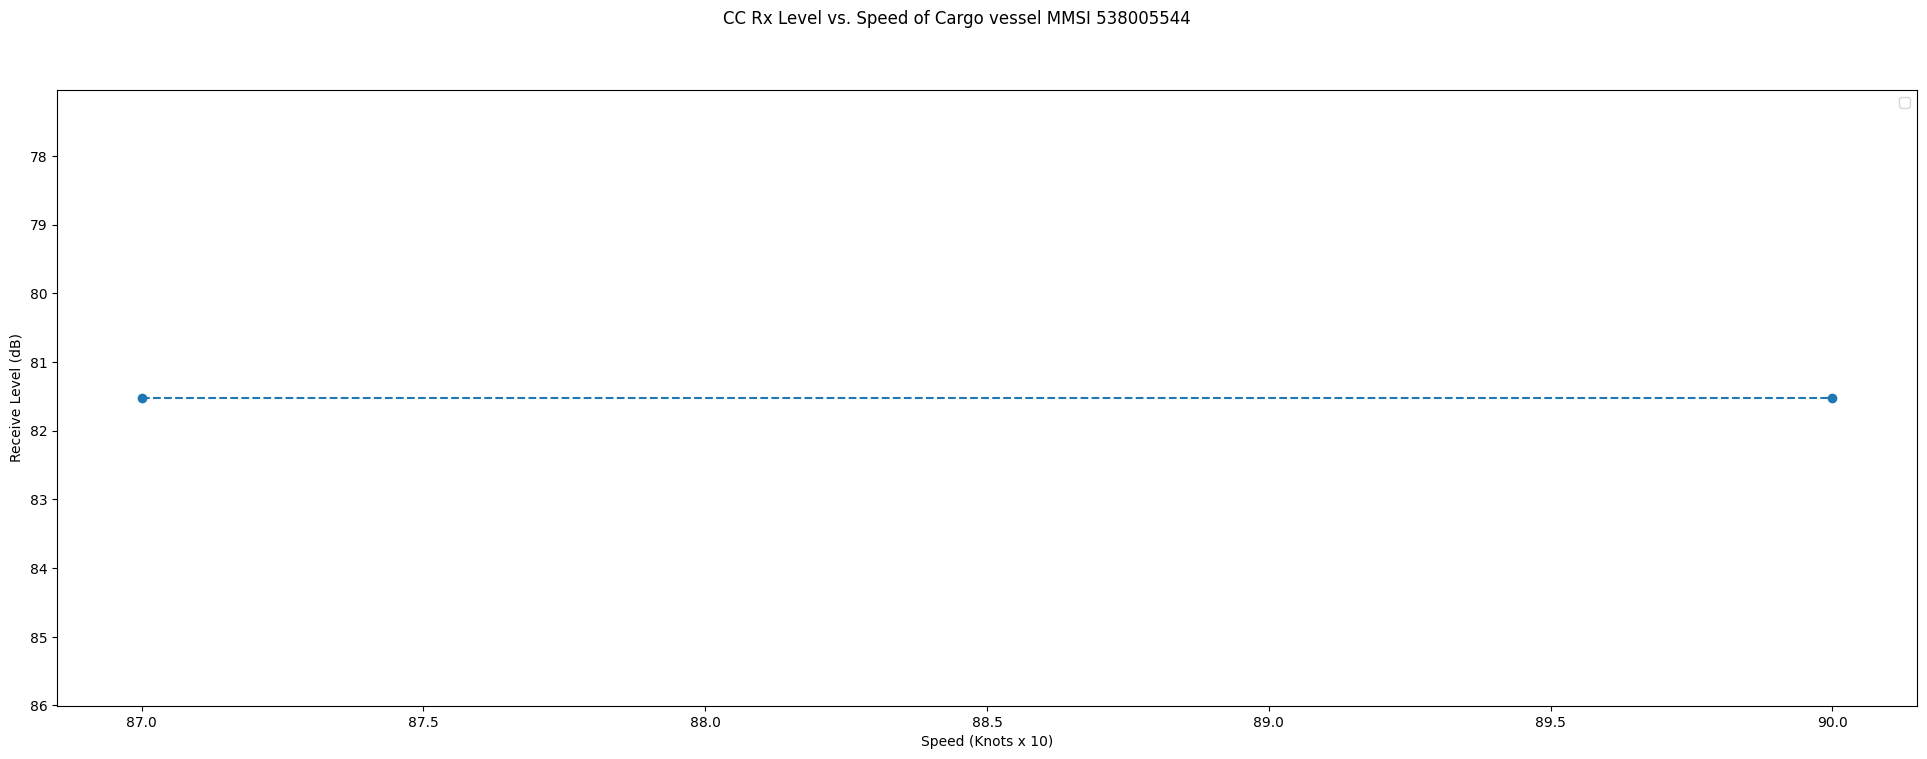 CC Rx Level vs. Speed of Cargo vessel MMSI 538005544
78
79
80
81
82
83
84
85
86
Receive Level (dB)
87.0 87.5 88.0 88.5 89.0 89.5 90.0
Speed (Knots x 10)